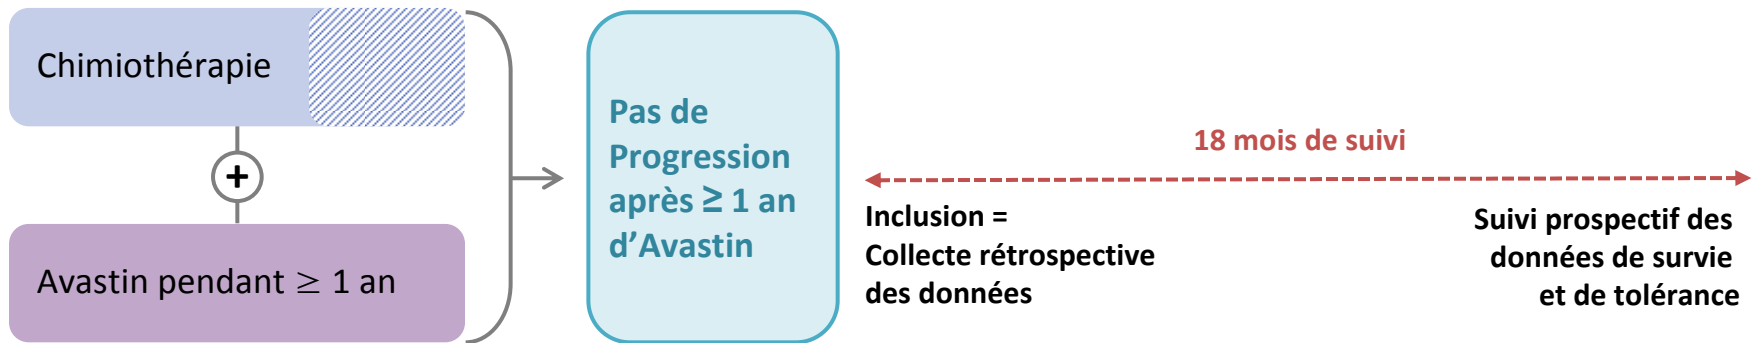 Chimiothérapie
+
Avastin pendant ≥ 1 an
Pas de
Progression
après ≥ 1 an
d'Avastin
18 mois de suivi
Inclusion =
Collecte rétrospective
des données
Suivi prospectif des
données de survie
et de tolérance